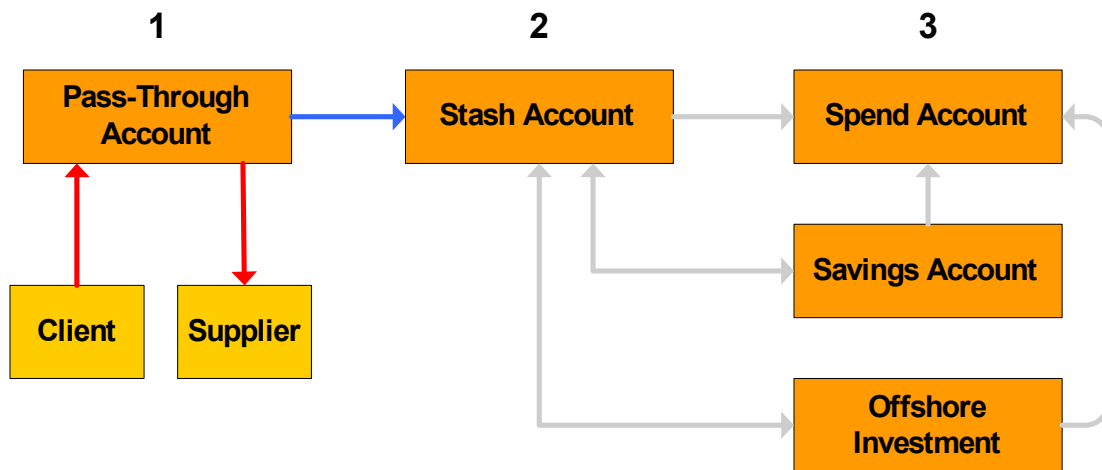 1
2
3
Pass-Through
Account
Stash Account
Spend Account
Savings Account
Client
Supplier
Offshore
Investment